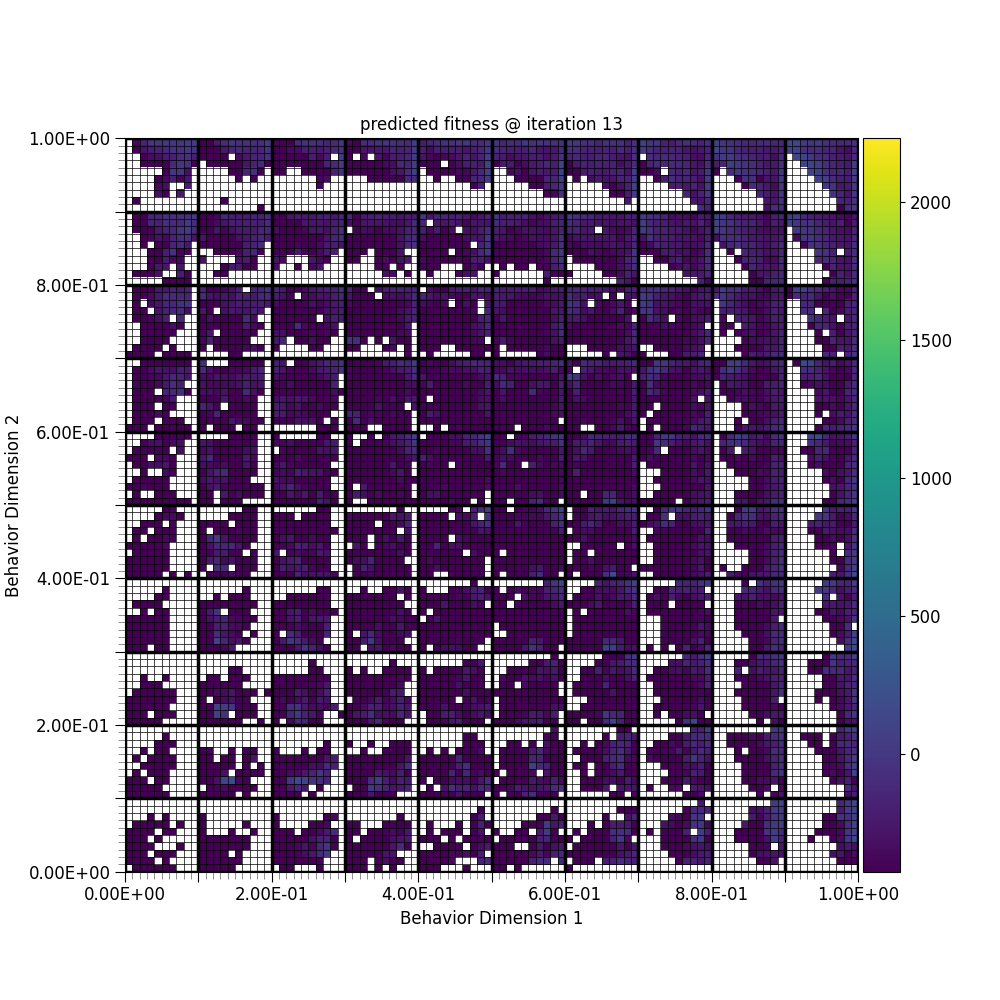 predicted fitness @ iteration 13
1.00E+00
8.00E-01
6.00E-01
4.00E-01
2.00E-01
0.00E+00
Behavior Dimension 2
0.00E+00 2.00E-01 4.00E-01 6.00E-01 8.00E-01 1.00E+00
Behavior Dimension 1
2000
1500
1000
500
0